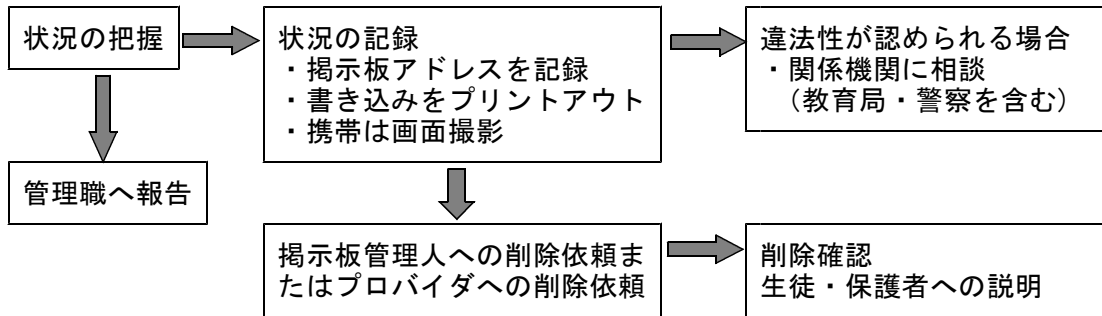 状況の把握
状況の記録
・掲示板アドレスを記録
・書き込みをプリントアウト
・携帯は画面撮影
違法性が認められる場合
・関係機関に相談
（教育局・警察を含む）
管理職へ報告
掲示板管理人への削除依頼ま
たはプロバイダへの削除依頼
削除確認
生徒・保護者への説明